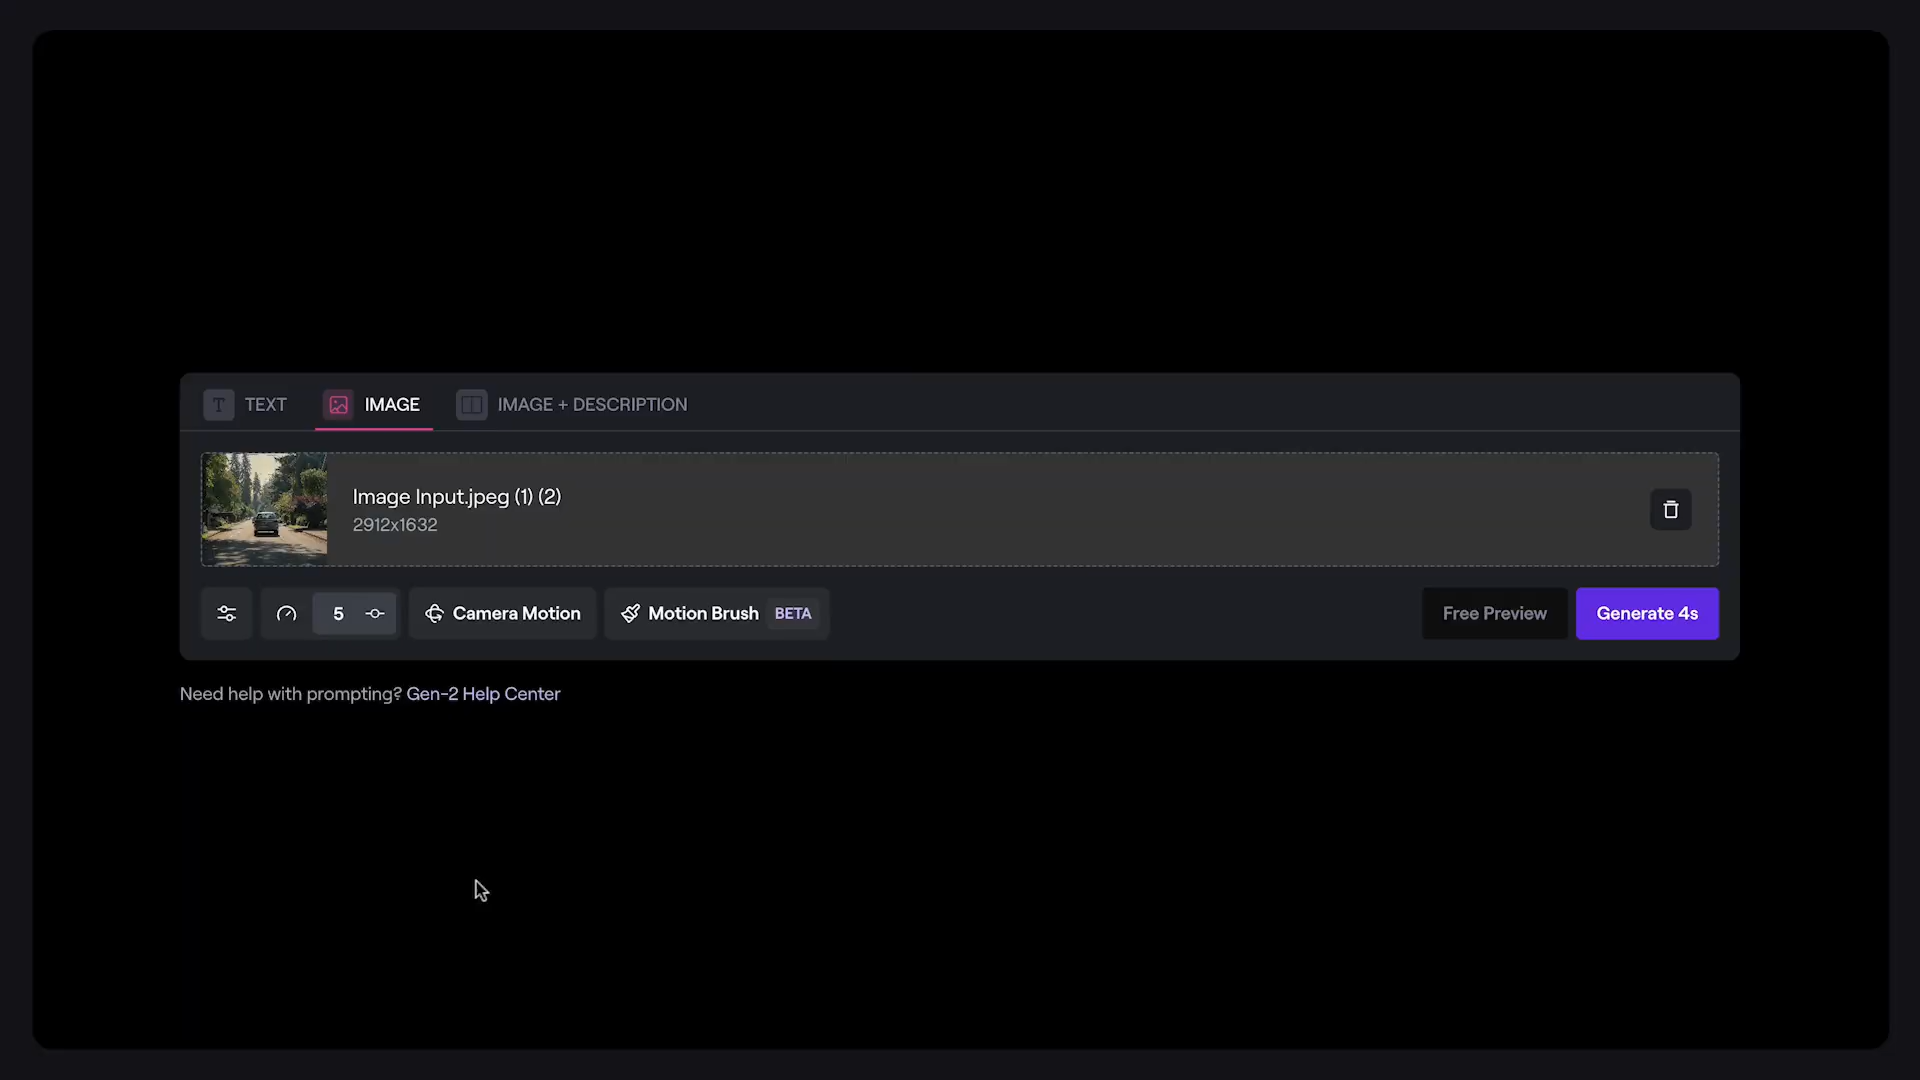 T TEXT IMAGE IMAGE + DESCRIPTION
Image Input.jpeg (1) (2)
2912x1632
5 Camera Motion Motion Brush BETA Free Preview Generate 4s
Need help with prompting? Gen-2 Help Center